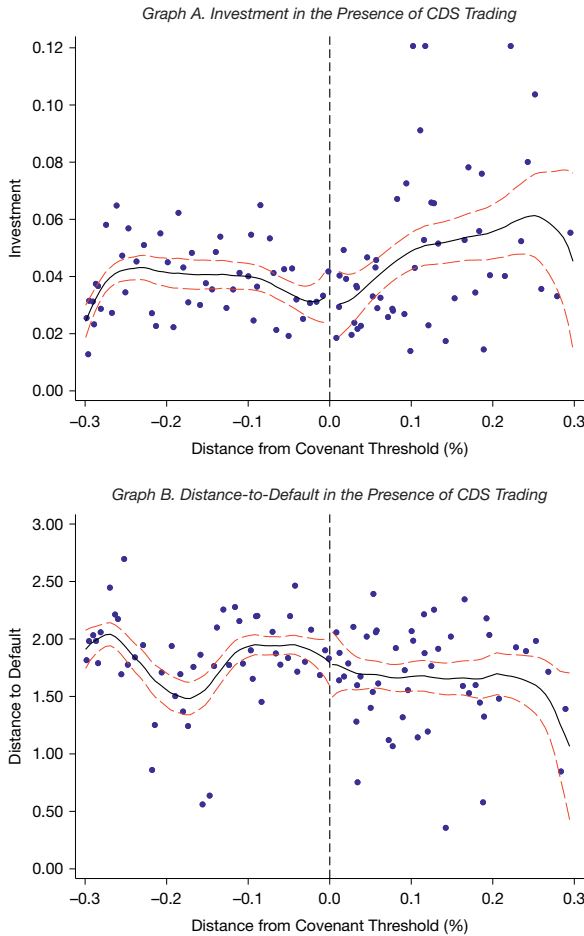 Graph A. Investment in the Presence of CDS Trading
0.12
0.10
0.08
0.06
0.04
0.02
0.00
Investment
−0.3 −0.2 −0.1 0.0 0.1 0.2 0.3
Distance from Covenant Threshold (%)
Graph B. Distance-to-Default in the Presence of CDS Trading
3.00
2.50
2.00
1.50
1.00
0.50
0.00
Distance to Default
−0.3 −0.2 −0.1 0.0 0.1 0.2 0.3
Distance from Covenant Threshold (%)